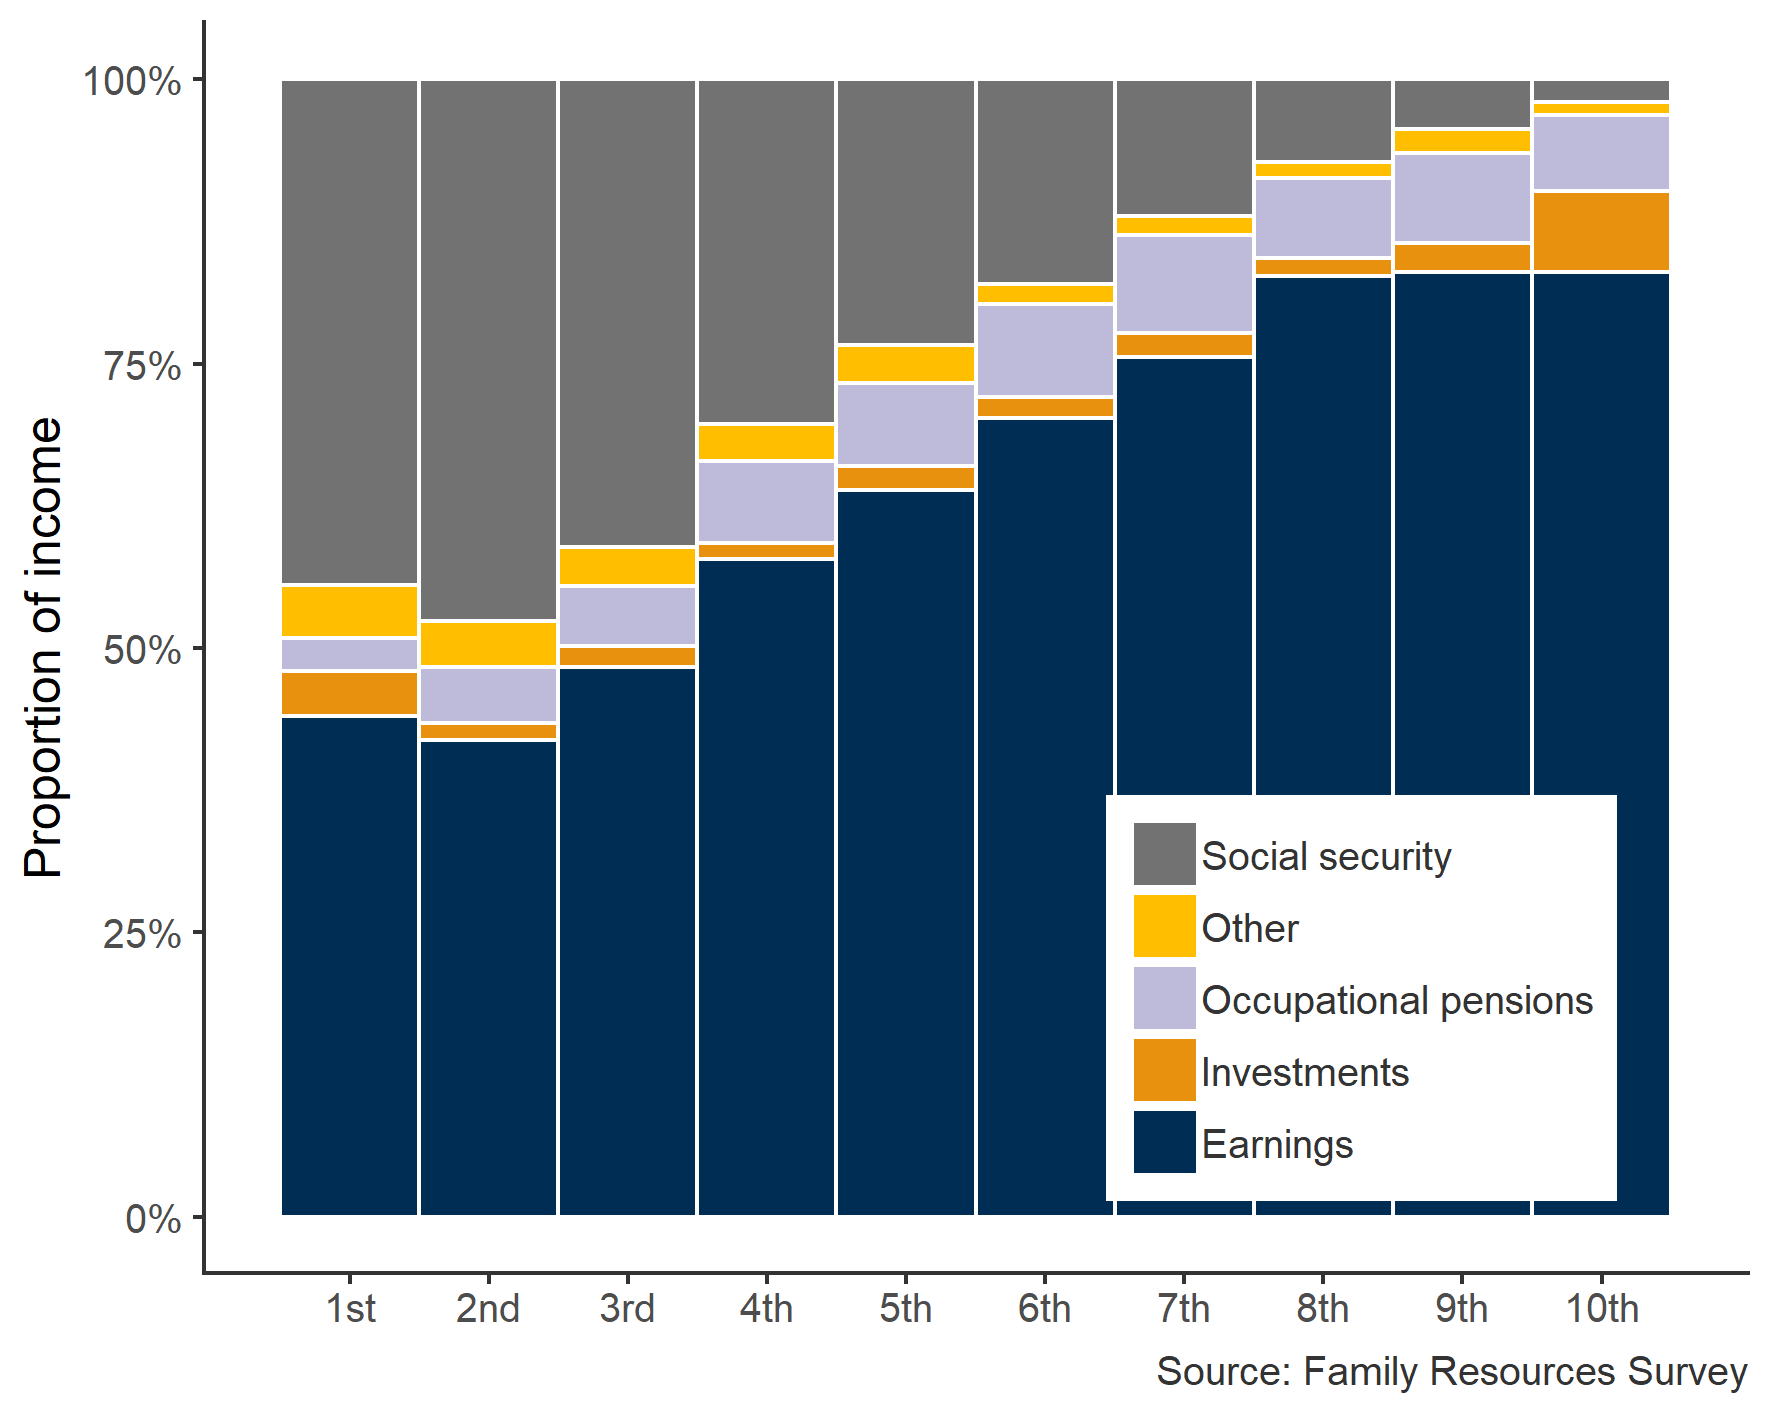 Proportion of income
100%
75%
50%
25%
0%
Social security
Other
Occupational pensions
Investments
Earnings
1st 2nd 3rd 4th 5th 6th 7th 8th 9th 10th
Source: Family Resources Survey